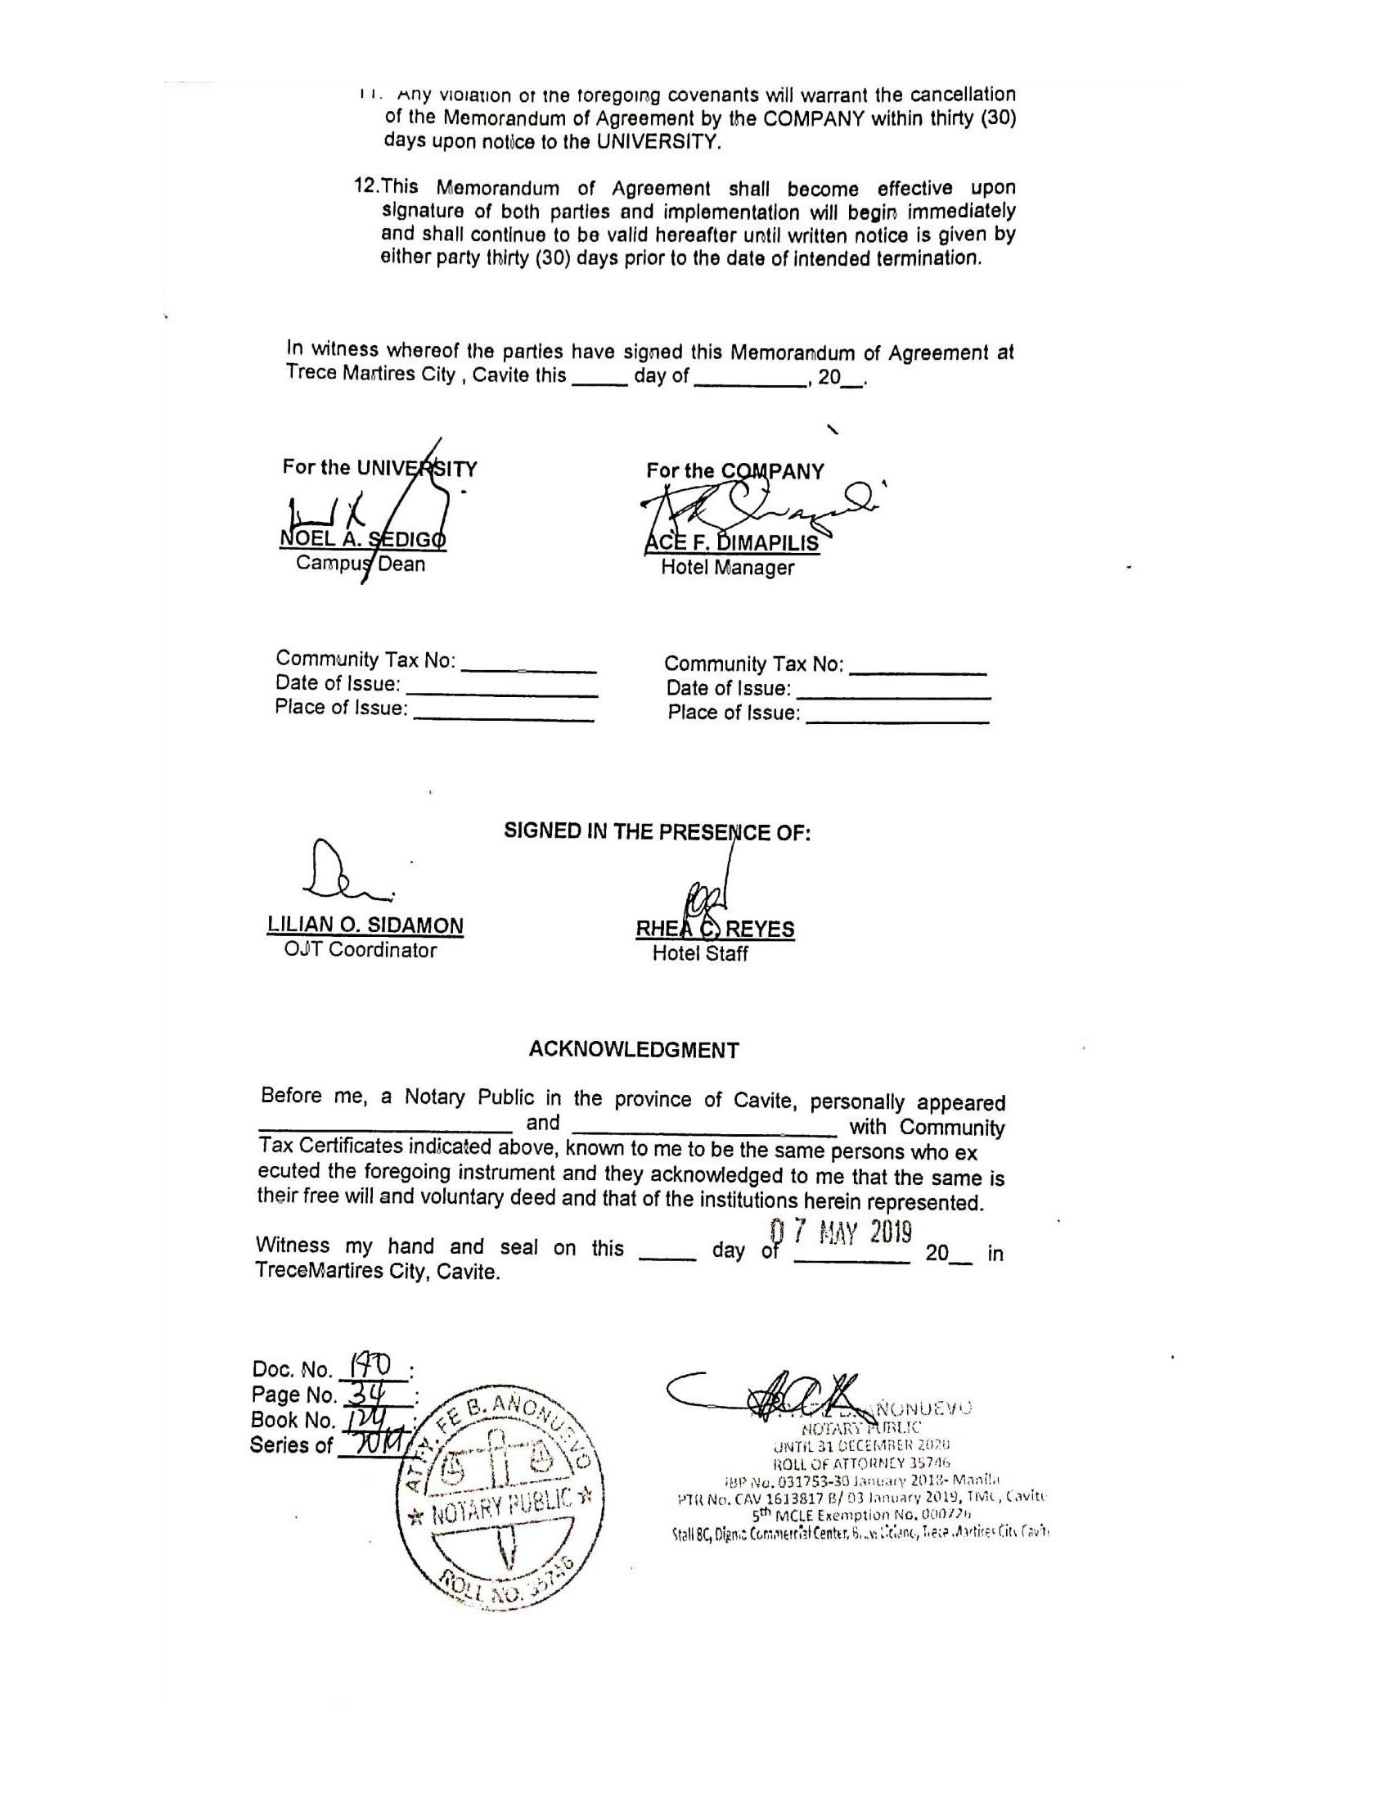 11. Any violation of the foregoing covenants will warrant the cancellation
of the Memorandum of Agreement by the COMPANY within thirty (30)
days upon notice to the UNIVERSITY.
12.This Memorandum of Agreement shall become effective upon
signature of both parties and implementation will begin immediately
and shall continue to be valid hereafter until written notice is given by
either party thirty (30) days prior to the date of intended termination.
In witness whereof the parties have signed this Memorandum of Agreement at
Trece Martires City , Cavite this _____ day of __________, 20__.
For the UNIVERSITY
NOEL A. SEDIGO
Campus Dean
For the COMPANY
ACE F. DIMAPILIS
Hotel Manager
Community Tax No: ____________
Date of Issue: _________________
Place of Issue: ________________
Community Tax No: ____________
Date of Issue: _________________
Place of Issue: ________________
SIGNED IN THE PRESENCE OF:
LILIAN O. SIDAMON
OJT Coordinator
RHEA C. REYES
Hotel Staff
ACKNOWLEDGMENT
Before me, a Notary Public in the province of Cavite, personally appeared
_______________________ and ________________________ with Community
Tax Certificates indicated above, known to me to be the same persons who ex
ecuted the foregoing instrument and they acknowledged to me that the same is
their free will and voluntary deed and that of the institutions herein represented.
07 MAY 2019
Witness my hand and seal on this _____ day of __________ 20__ in
TreceMartires City, Cavite.
Doc. No. 170 :
Page No. 34 :
Book No. 124 :
Series of 2019
ATTY. FE B. AÑONUEVO
NOTARY PUBLIC
ROLL NO. 35746
B. AÑONUEVO
NOTARY PUBLIC
UNTIL 31 DECEMBER 2020
ROLL OF ATTORNEY 35746
IBP No. 031753-30 January 2018- Manila
PTR No. CAV 1613817 B/ 03 January 2019, TMC, Cavite
5th MCLE Exemption No. 000726
Stall 8C, Commercial Center, Trece Martires City Cavite